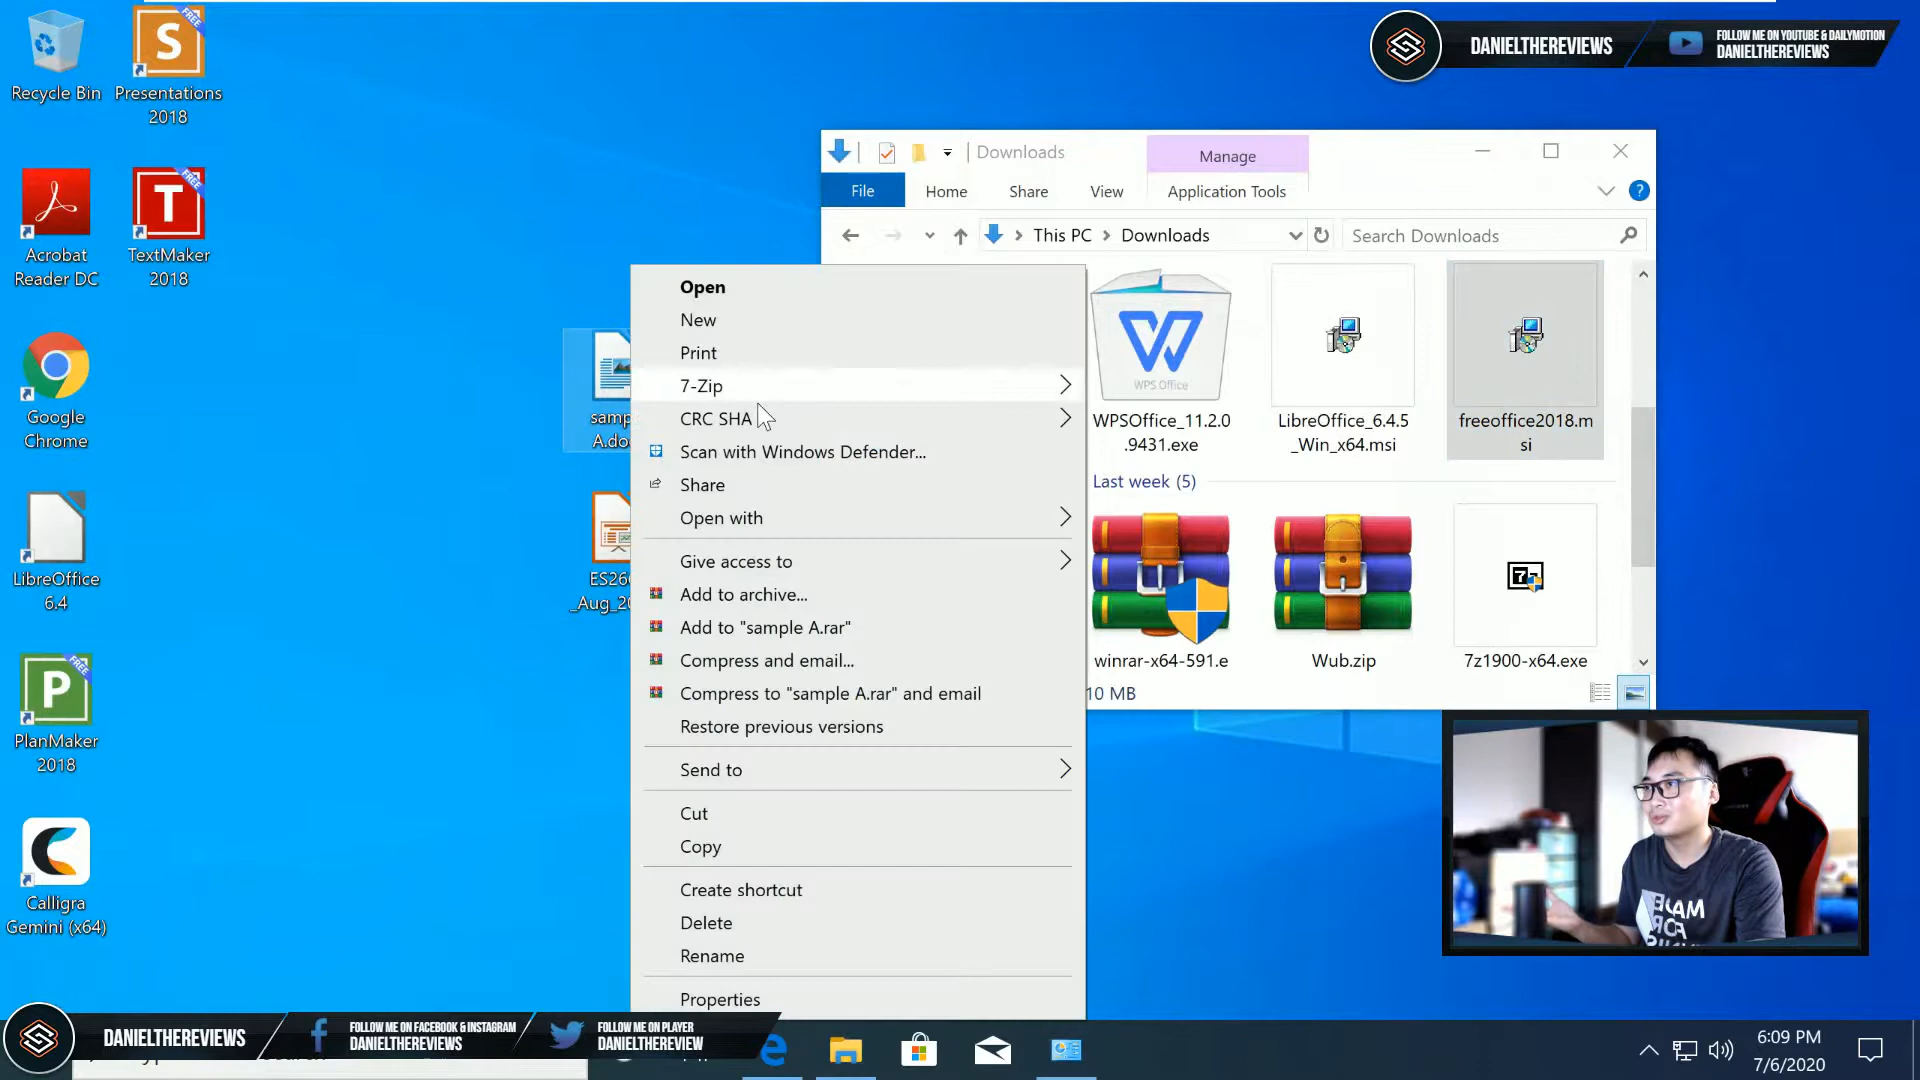 Recycle Bin
FREE
S
Presentations
2018
Acrobat
Reader DC
FREE
T
TextMaker
2018
Google
Chrome
LibreOffice
6.4
FREE
P
PlanMaker
2018
Calligra
Gemini (x64)
samp
A.do
ES26
_Aug_20
DANIELTHEREVIEWS
FOLLOW ME ON YOUTUBE & DAILYMOTION
DANIELTHEREVIEWS
Downloads
Manage
File
Home
Share
View
Application Tools
This PC
Downloads
Search Downloads
WPS Office
WPSOffice_11.2.0
.9431.exe
LibreOffice_6.4.5
_Win_x64.msi
freeoffice2018.m
si
Last week (5)
winrar-x64-591.e
Wub.zip
7z
7z1900-x64.exe
10 MB
Open
New
Print
7-Zip
CRC SHA
Scan with Windows Defender...
Share
Open with
Give access to
Add to archive...
Add to "sample A.rar"
Compress and email...
Compress to "sample A.rar" and email
Restore previous versions
Send to
Cut
Copy
Create shortcut
Delete
Rename
Properties
DANIELTHEREVIEWS
FOLLOW ME ON FACEBOOK & INSTAGRAM
DANIELTHEREVIEWS
FOLLOW ME ON PLAYER
DANIELTHEREVIEW
6:09 PM
7/6/2020